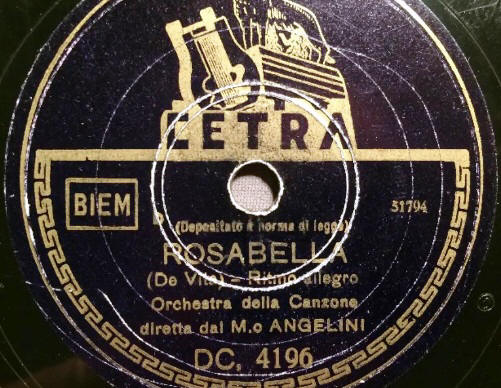 CETRA
BIEM
(Depositato a norma di legge)
51794
ROSABELLA
(De Vita) - Ritmo allegro
Orchestra della Canzone
diretta dal M.o ANGELINI
DC. 4196